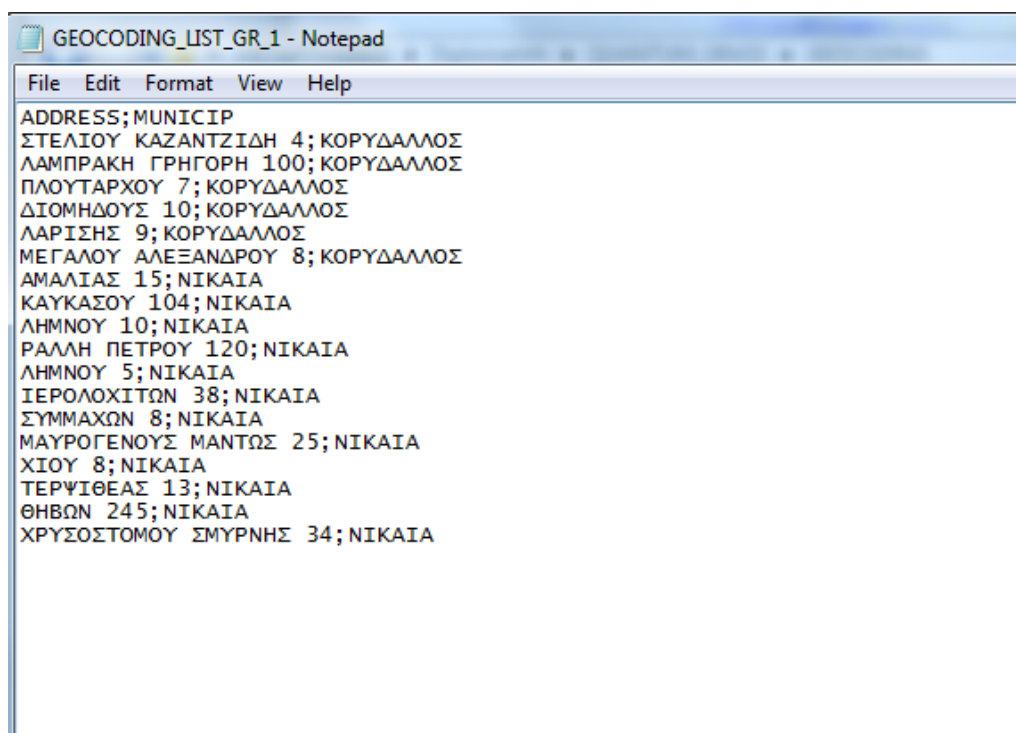 GEOCODING_LIST_GR_1 - Notepad
File Edit Format View Help
ADDRESS;MUNICIP
ΣΤΕΛΙΟΥ ΚΑΖΑΝΤΖΙΔΗ 4;ΚΟΡΥΔΑΛΛΟΣ
ΛΑΜΠΡΑΚΗ ΓΡΗΓΟΡΗ 100;ΚΟΡΥΔΑΛΛΟΣ
ΠΛΟΥΤΑΡΧΟΥ 7;ΚΟΡΥΔΑΛΛΟΣ
ΔΙΟΜΗΔΟΥΣ 10;ΚΟΡΥΔΑΛΛΟΣ
ΛΑΡΙΣΗΣ 9;ΚΟΡΥΔΑΛΛΟΣ
ΜΕΓΑΛΟΥ ΑΛΕΞΑΝΔΡΟΥ 8;ΚΟΡΥΔΑΛΛΟΣ
ΑΜΑΛΙΑΣ 15;ΝΙΚΑΙΑ
ΚΑΥΚΑΣΟΥ 104;ΝΙΚΑΙΑ
ΛΗΜΝΟΥ 10;ΝΙΚΑΙΑ
ΡΑΛΛΗ ΠΕΤΡΟΥ 120;ΝΙΚΑΙΑ
ΛΗΜΝΟΥ 5;ΝΙΚΑΙΑ
ΙΕΡΟΛΟΧΙΤΩΝ 38;ΝΙΚΑΙΑ
ΣΥΜΜΑΧΩΝ 8;ΝΙΚΑΙΑ
ΜΑΥΡΟΓΕΝΟΥΣ ΜΑΝΤΩΣ 25;ΝΙΚΑΙΑ
ΧΙΟΥ 8;ΝΙΚΑΙΑ
ΤΕΡΨΙΘΕΑΣ 13;ΝΙΚΑΙΑ
ΘΗΒΩΝ 245;ΝΙΚΑΙΑ
ΧΡΥΣΟΣΤΟΜΟΥ ΣΜΥΡΝΗΣ 34;ΝΙΚΑΙΑ